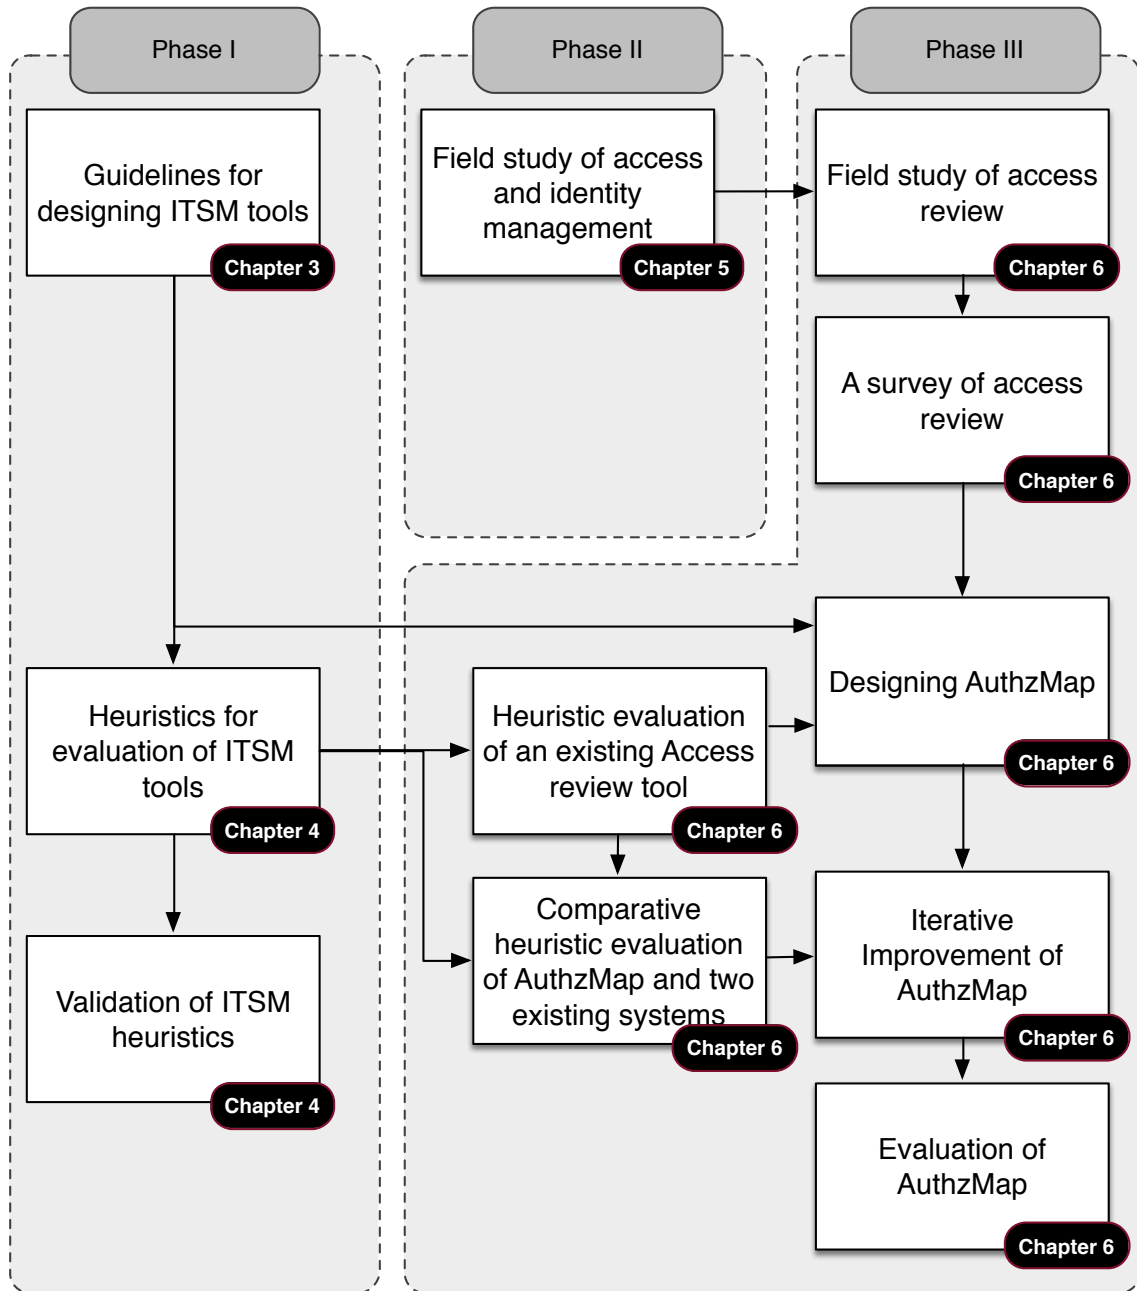 Phase I
Phase II
Phase III
Guidelines for
designing ITSM tools
Chapter 3
Field study of access
and identity
management
Chapter 5
Field study of access
review
Chapter 6
A survey of access
review
Chapter 6
Designing AuthzMap
Chapter 6
Heuristics for
evaluation of ITSM
tools
Chapter 4
Heuristic evaluation
of an existing Access
review tool
Chapter 6
Comparative
heuristic evaluation
of AuthzMap and two
existing systems
Chapter 6
Iterative
Improvement of
AuthzMap
Chapter 6
Validation of ITSM
heuristics
Chapter 4
Evaluation of
AuthzMap
Chapter 6